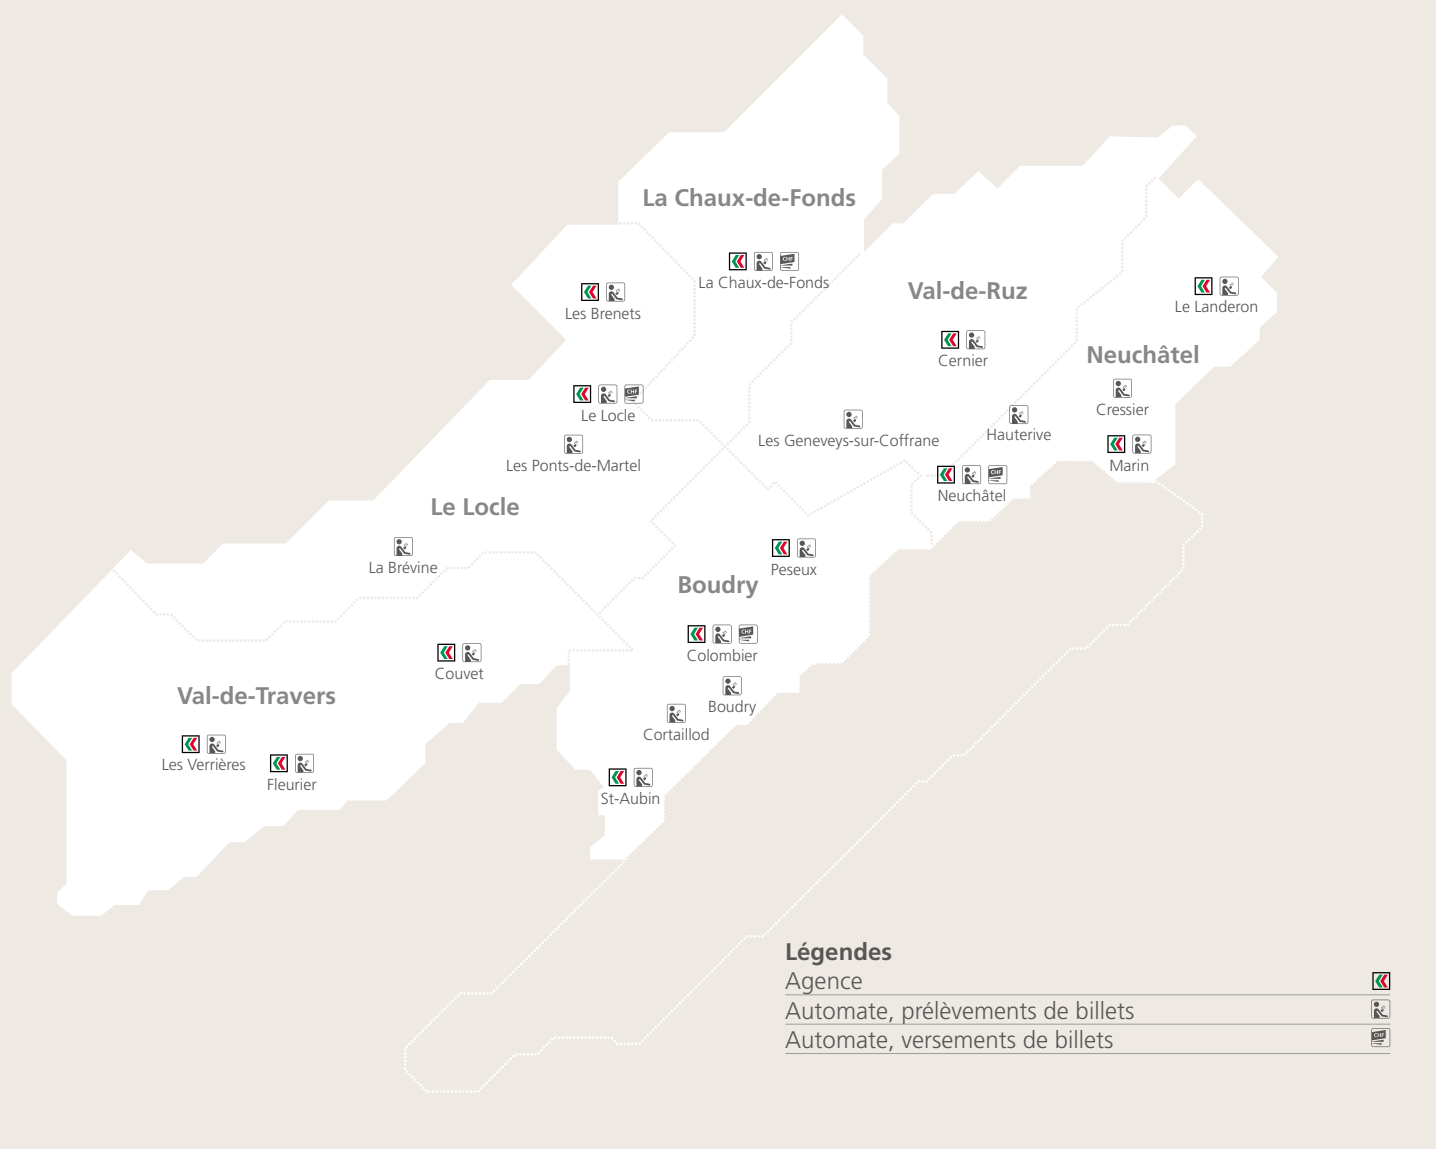 La Chaux-de-Fonds
La Chaux-de-Fonds
Val-de-Ruz
Les Brenets
Le Landeron
Neuchâtel
Cernier
Cressier
Le Locle
Hauterive
Les Geneveys-sur-Coffrane
Les Ponts-de-Martel
Marin
Neuchâtel
Le Locle
La Brévine
Peseux
Boudry
Colombier
Couvet
Val-de-Travers
Boudry
Cortaillod
Les Verrières
Fleurier
St-Aubin
Légendes
Agence
Automate, prélèvements de billets
Automate, versements de billets